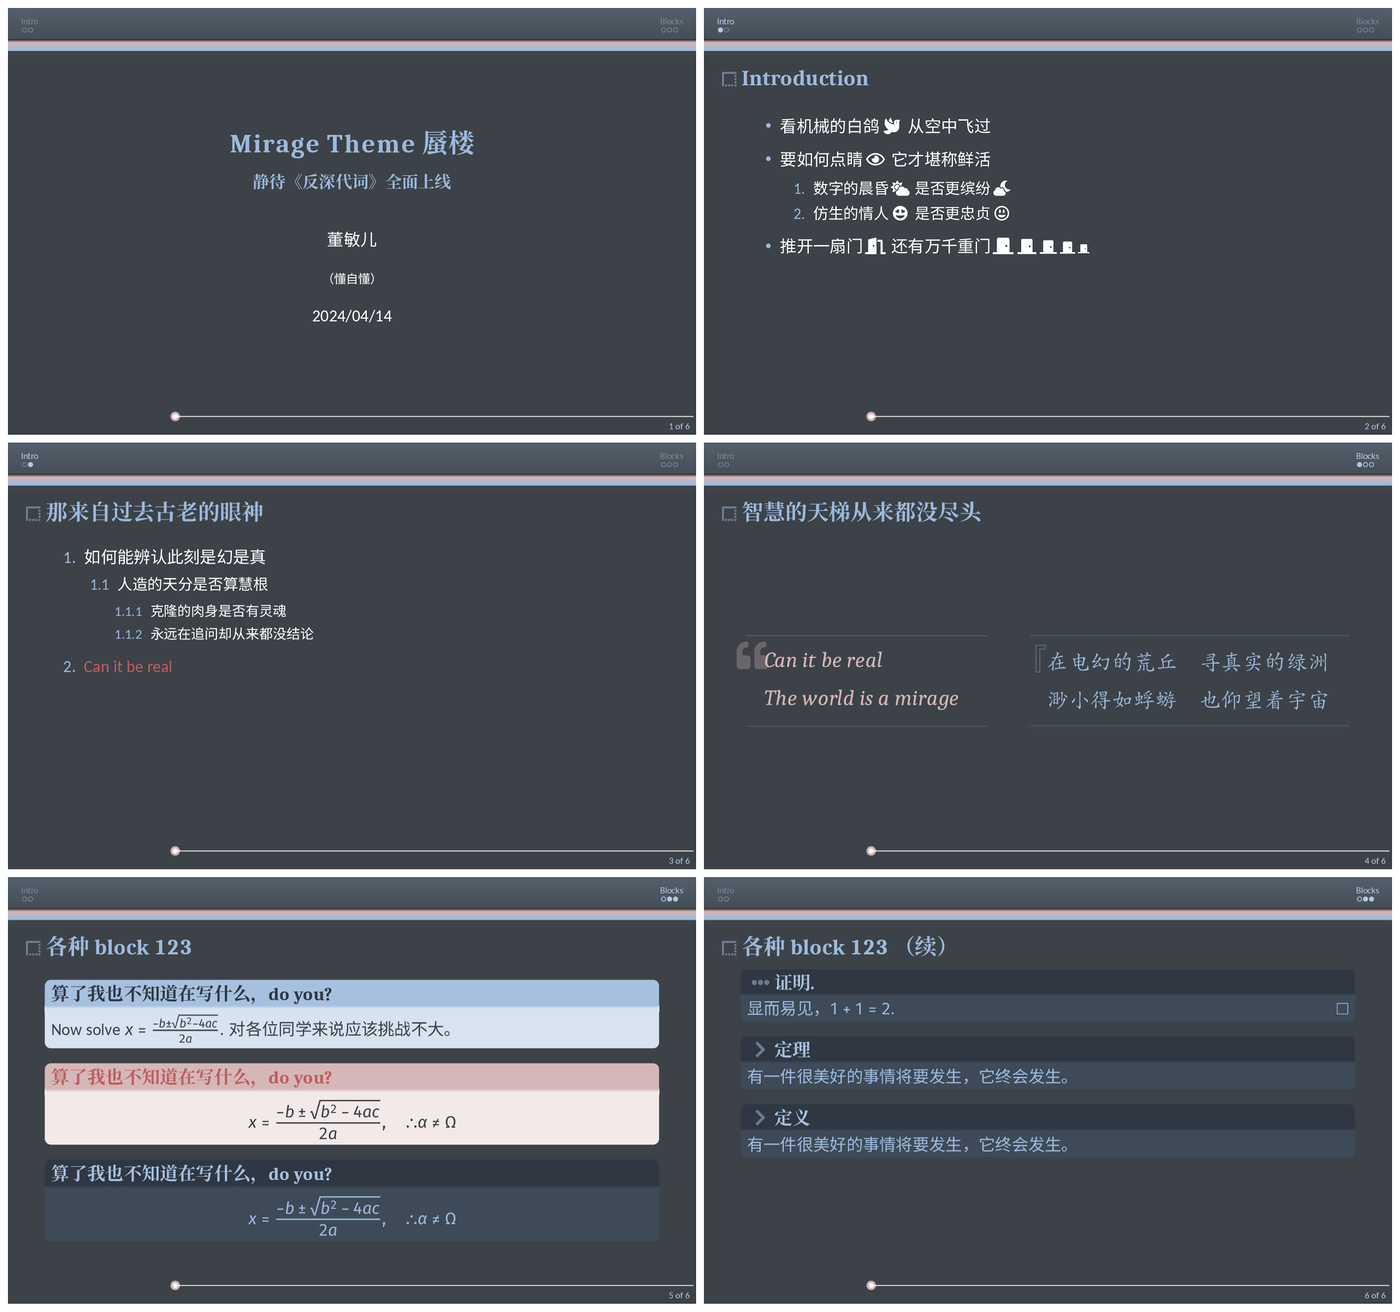 Intro
Blocks
Mirage Theme 蜃楼
静待《反深代词》全面上线
董敏儿
（懂自懂）
2024/04/14
1 of 6
Intro
Blocks
Introduction
• 看机械的白鸽 从空中飞过
• 要如何点睛 它才堪称鲜活
1. 数字的晨昏 是否更缤纷
2. 仿生的情人 是否更忠贞
• 推开一扇门 还有万千重门
2 of 6
Intro
Blocks
那来自过去古老的眼神
1. 如何能辨认此刻是幻是真
1.1 人造的天分是否算慧根
1.1.1 克隆的肉身是否有灵魂
1.1.2 永远在追问却从来都没结论
2. Can it be real
3 of 6
Intro
Blocks
智慧的天梯从来都没尽头
“Can it be real
The world is a mirage
『在电幻的荒丘 寻真实的绿洲
渺小得如蜉蝣 也仰望着宇宙
4 of 6
Intro
Blocks
各种 block 123
算了我也不知道在写什么，do you?
Now solve x = \frac{-b±\sqrt{b^2-4ac}}{2a}. 对各位同学来说应该挑战不大。
算了我也不知道在写什么，do you?
x = \frac{-b ± \sqrt{b^2 - 4ac}}{2a}, ∴α ≠ Ω
算了我也不知道在写什么，do you?
x = \frac{-b ± \sqrt{b^2 - 4ac}}{2a}, ∴α ≠ Ω
5 of 6
Intro
Blocks
各种 block 123 （续）
证明.
显而易见，1 + 1 = 2. □
定理
有一件很美好的事情将要发生，它终会发生。
定义
有一件很美好的事情将要发生，它终会发生。
6 of 6